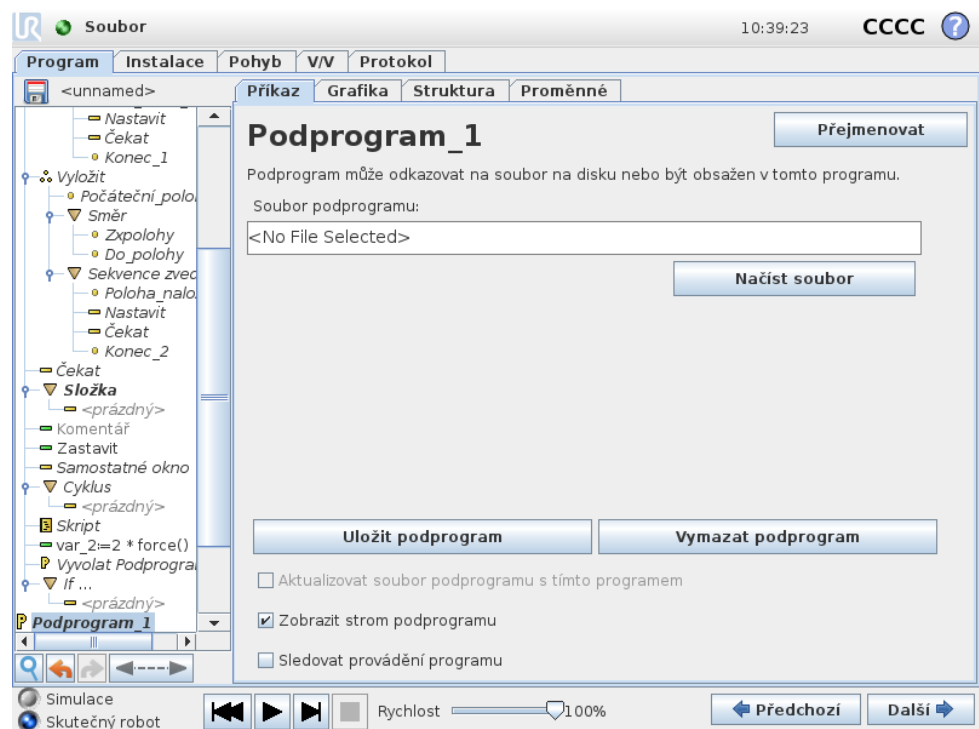 UR Soubor 10:39:23 CCCC ?
Program Instalace Pohyb V/V Protokol
<unnamed>
Příkaz Grafika Struktura Proměnné
Nastavit
Čekat
Konec_1
Vyložit
Počáteční_polo
Směr
Zxpolohy
Do_polohy
Sekvence zved
Poloha_nalo
Nastavit
Čekat
Konec_2
Čekat
Složka
<prázdný>
Komentář
Zastavit
Samostatné okno
Cyklus
<prázdný>
Skript
var_2:=2 * force()
Vyvolat Podprogra
If ...
<prázdný>
Podprogram_1
Podprogram_1
Přejmenovat
Podprogram může odkazovat na soubor na disku nebo být obsažen v tomto programu.
Soubor podprogramu:
<No File Selected>
Načíst soubor
Uložit podprogram Vymazat podprogram
Aktualizovat soubor podprogramu s tímto programem
Zobrazit strom podprogramu
Sledovat provádění programu
Simulace
Skutečný robot
Rychlost 100%
Předchozí Další